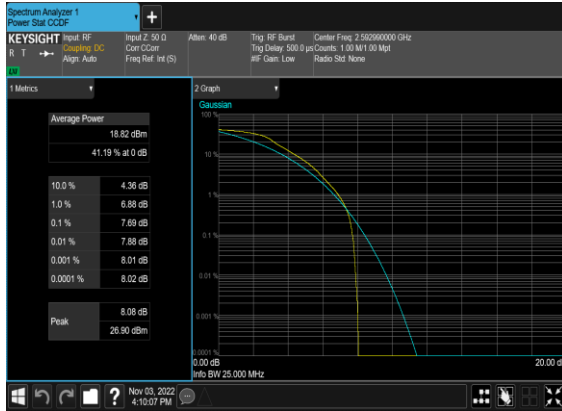 Spectrum Analyzer 1
Power Stat CCDF
+
KEYSIGHT
R T
LU
Input: RF
Coupling: DC
Align: Auto
Input Z: 50 Ω
Corr CCorr
Freq Ref: Int (S)
Atten: 40 dB
Trig: RF Burst
Trig Delay: 500.0 µs
#IF Gain: Low
Center Freq: 2.592990000 GHz
Counts: 1.00 M/1.00 Mpt
Radio Std: None
1 Metrics
Average Power
18.82 dBm
41.19 % at 0 dB
10.0 % 4.36 dB
1.0 % 6.88 dB
0.1 % 7.69 dB
0.01 % 7.88 dB
0.001 % 8.01 dB
0.0001 % 8.02 dB
Peak
8.08 dB
26.90 dBm
2 Graph
Gaussian
100 %
10 %
1 %
0.1 %
0.01 %
0.001 %
0.0001 %
0.00 dB
20.00 d
Info BW 25.000 MHz
?
Nov 03, 2022
4:10:07 PM